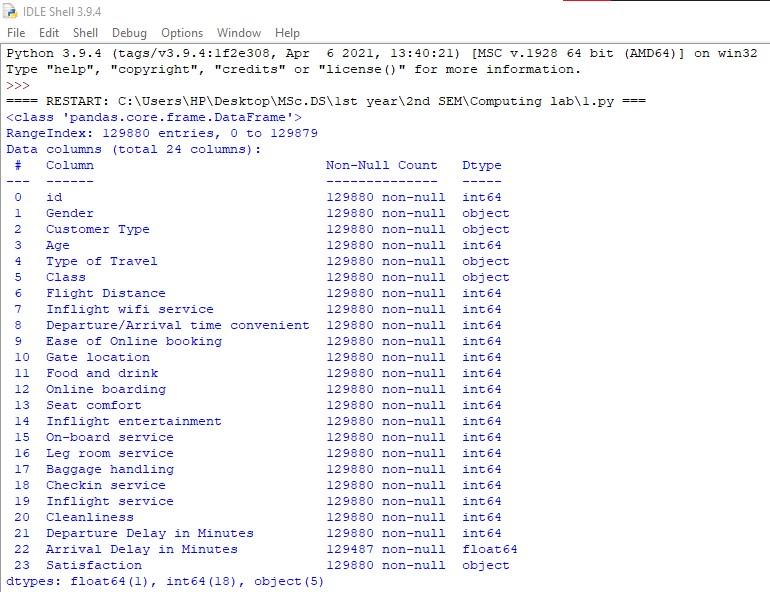 IDLE Shell 3.9.4
File Edit Shell Debug Options Window Help
Python 3.9.4 (tags/v3.9.4:1f2e308, Apr  6 2021, 13:40:21) [MSC v.1928 64 bit (AMD64)] on win32
Type "help", "copyright", "credits" or "license()" for more information.
>>>
==== RESTART: C:\Users\HP\Desktop\MSc.DS\1st year\2nd SEM\Computing lab\1.py ===
<class 'pandas.core.frame.DataFrame'>
RangeIndex: 129880 entries, 0 to 129879
Data columns (total 24 columns):
 #   Column                             Non-Null Count   Dtype
---  ------                             --------------   -----
 0   id                                 129880 non-null  int64
 1   Gender                             129880 non-null  object
 2   Customer Type                      129880 non-null  object
 3   Age                                129880 non-null  int64
 4   Type of Travel                     129880 non-null  object
 5   Class                              129880 non-null  object
 6   Flight Distance                    129880 non-null  int64
 7   Inflight wifi service              129880 non-null  int64
 8   Departure/Arrival time convenient  129880 non-null  int64
 9   Ease of Online booking             129880 non-null  int64
 10  Gate location                      129880 non-null  int64
 11  Food and drink                     129880 non-null  int64
 12  Online boarding                    129880 non-null  int64
 13  Seat comfort                       129880 non-null  int64
 14  Inflight entertainment             129880 non-null  int64
 15  On-board service                   129880 non-null  int64
 16  Leg room service                   129880 non-null  int64
 17  Baggage handling                   129880 non-null  int64
 18  Checkin service                    129880 non-null  int64
 19  Inflight service                   129880 non-null  int64
 20  Cleanliness                        129880 non-null  int64
 21  Departure Delay in Minutes         129880 non-null  int64
 22  Arrival Delay in Minutes           129487 non-null  float64
 23  Satisfaction                       129880 non-null  object
dtypes: float64(1), int64(18), object(5)